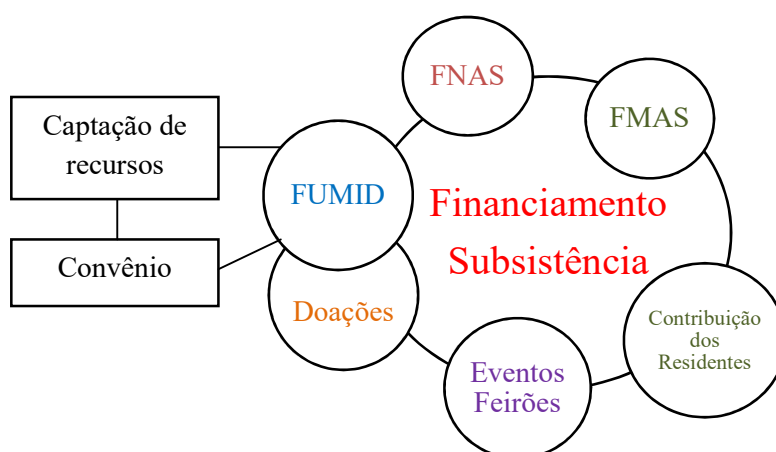 FNAS
FMAS
Captação de
recursos
FUMID
Financiamento
Subsistência
Convênio
Doações
Contribuição
dos
Residentes
Eventos
Feirões